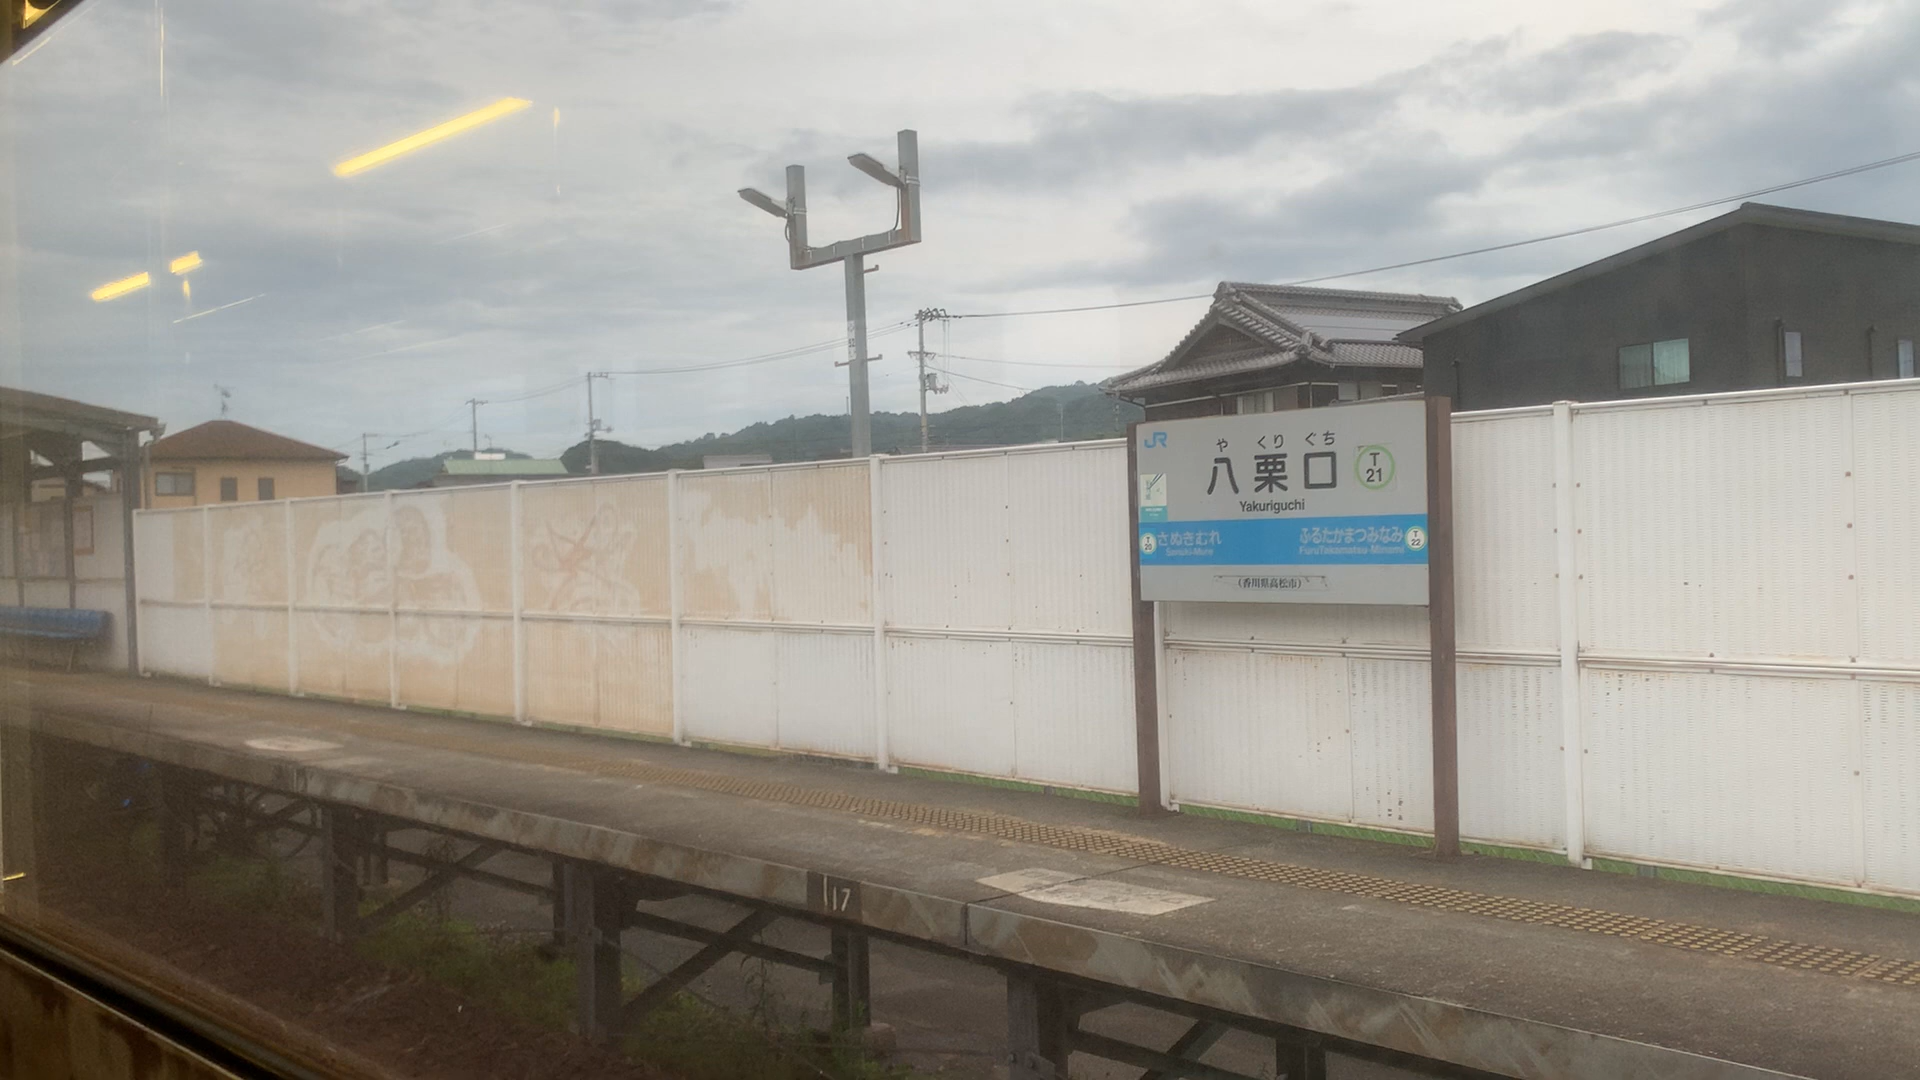 JR
や くり ぐち
八栗口
T
21
Yakuriguchi
T
20
さぬきむれ
Sanuki-Mure
ふるたかまつみなみ
FuruTakamatsu-Minami
T
22
(香川県高松市)
17